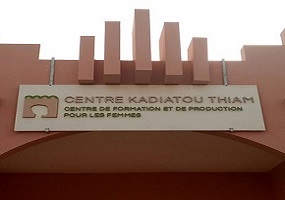 CENTRE KADIATOU THIAM
CENTRE DE FORMATION ET DE PRODUCTION
POUR LES FEMMES